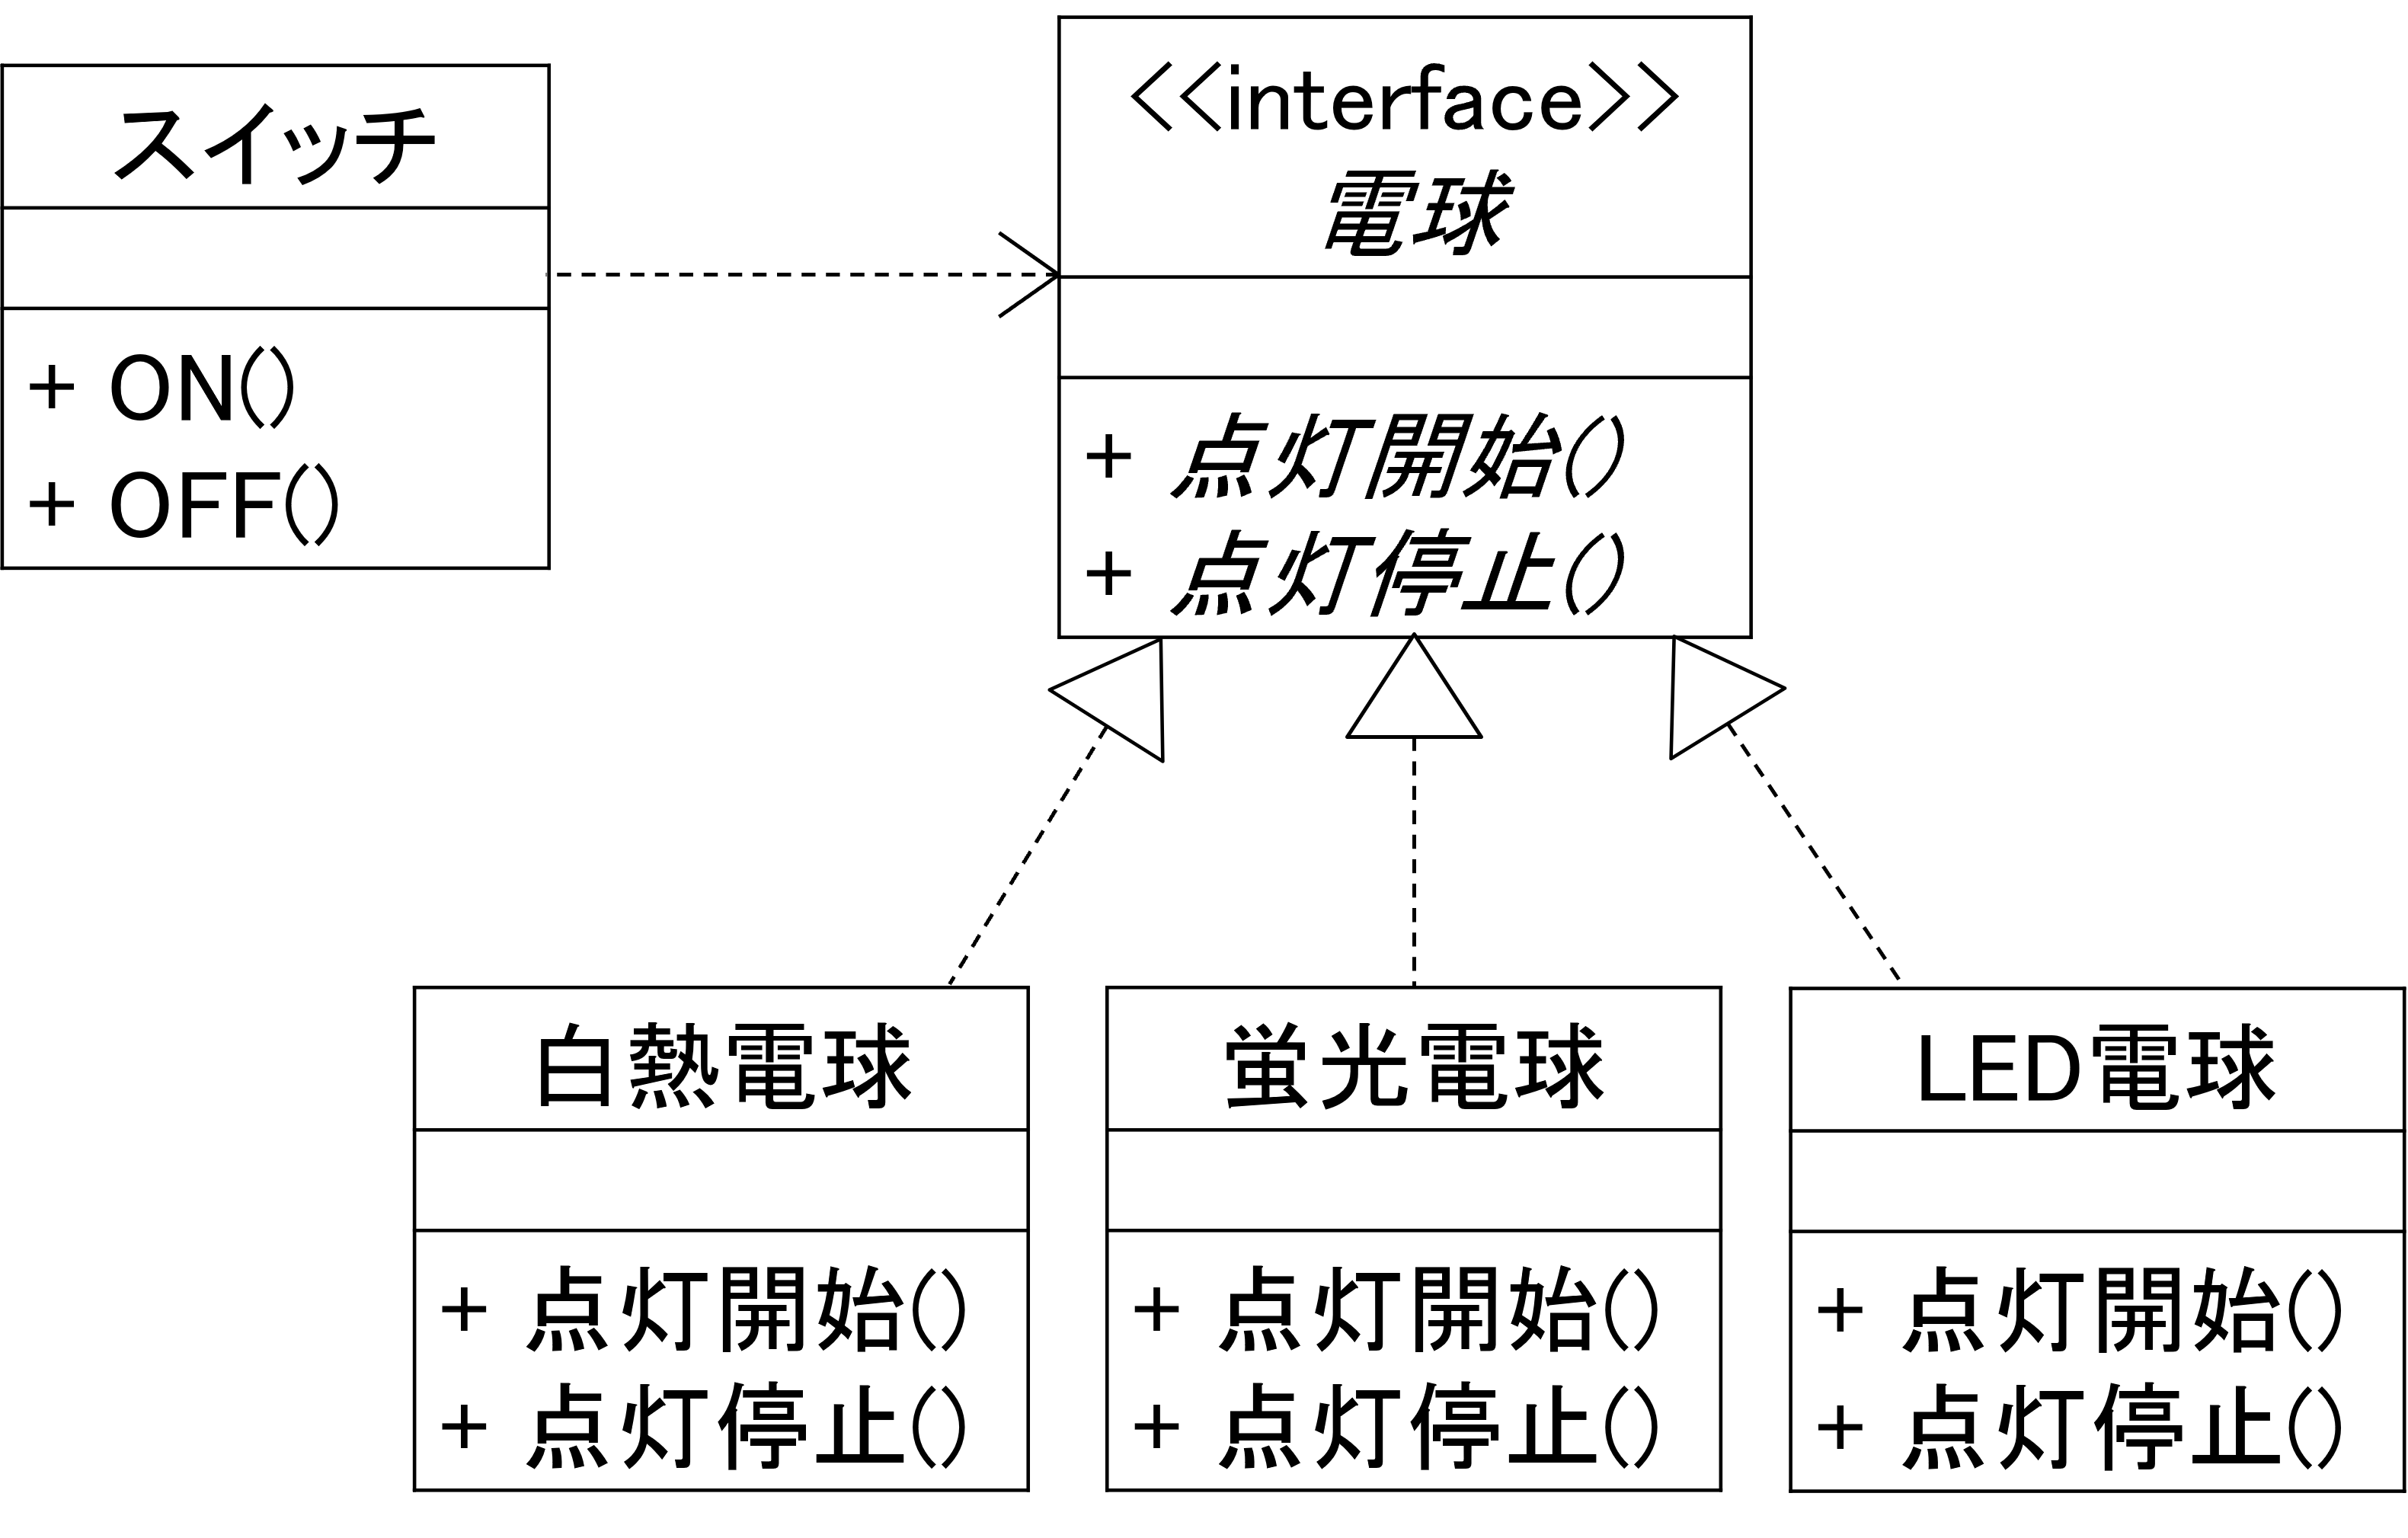 スイッチ
+ ON()
+ OFF()
<<interface>>
電球
+ 点灯開始()
+ 点灯停止()
白熱電球
+ 点灯開始()
+ 点灯停止()
蛍光電球
+ 点灯開始()
+ 点灯停止()
LED電球
+ 点灯開始()
+ 点灯停止()